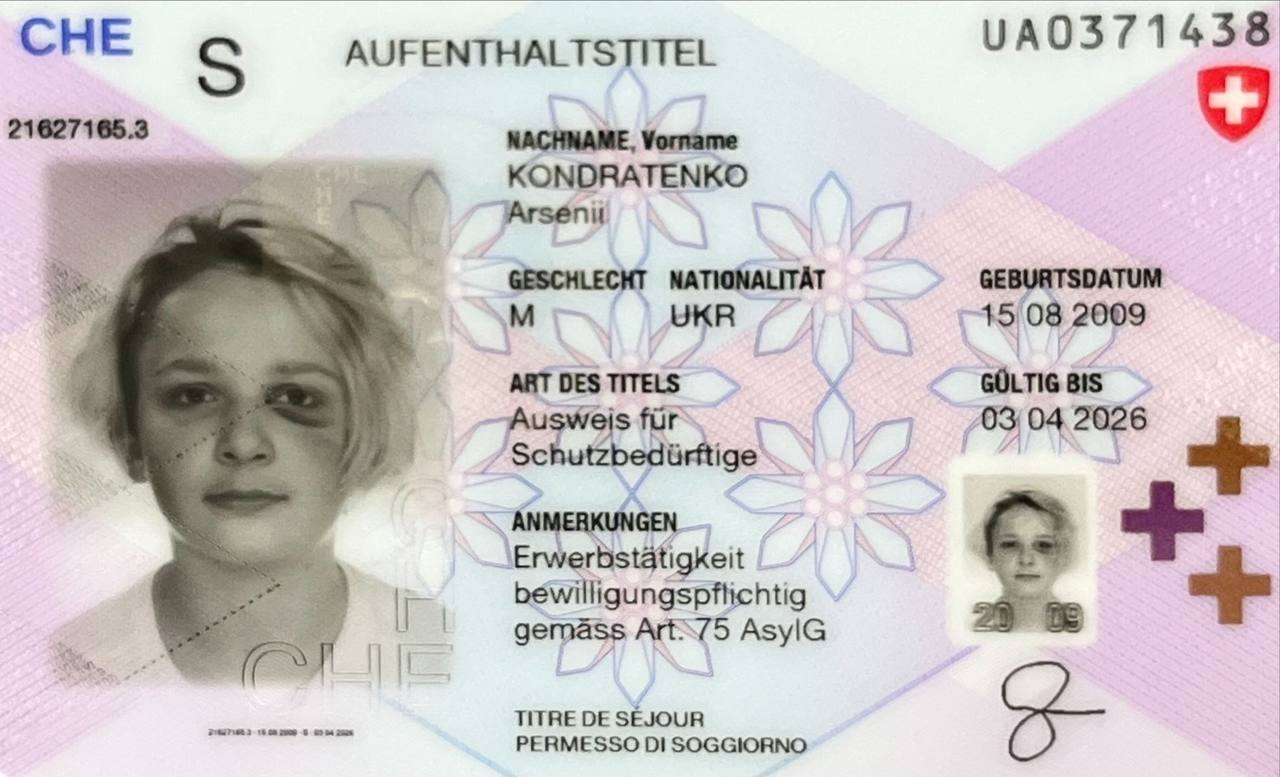 CHE
S
AUFENTHALTSTITEL
UA0371438
21627165.3
NACHNAME, Vorname
KONDRATENKO
Arsenii
GESCHLECHT NATIONALITÄT GEBURTSDATUM
M UKR 15 08 2009
ART DES TITELS GÜLTIG BIS
Ausweis für 03 04 2026
Schutzbedürftige
ANMERKUNGEN
Erwerbstätigkeit
bewilligungspflichtig
gemäss Art. 75 AsylG
20 09
CHE
21627165.3 · 15 08 2009 · S · 03 04 2026
TITRE DE SÉJOUR
PERMESSO DI SOGGIORNO